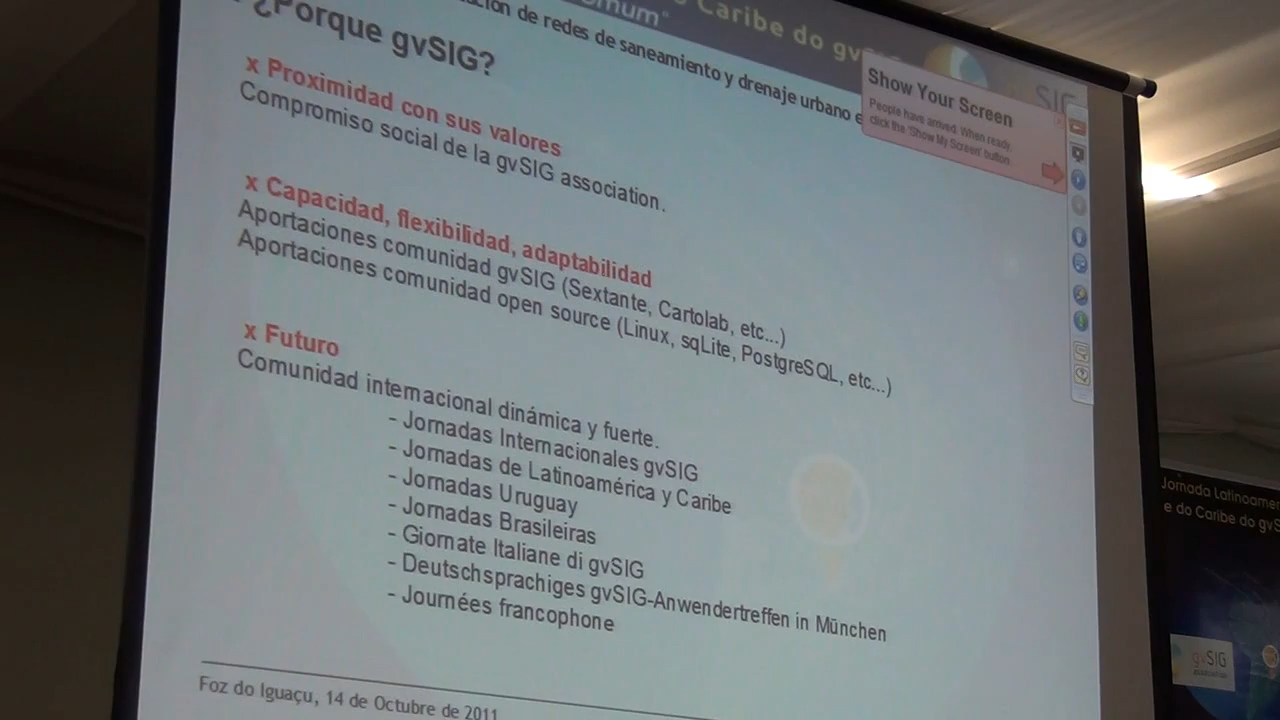 Caribe do
de redes de saneamiento y drenaje urbano
¿Porque gvSIG?
x Proximidad con sus valores
Compromiso social de la gvSIG association.
x Capacidad, flexibilidad, adaptabilidad
Aportaciones comunidad gvSIG (Sextante, Cartolab, etc...)
Aportaciones comunidad open source (Linux, sqLite, PostgreSQL, etc...)
x Futuro
Comunidad internacional dinámica y fuerte.
- Jornadas Internacionales gvSIG
- Jornadas de Latinoamérica y Caribe
- Jornadas Uruguay
- Jornadas Brasileiras
- Giornate Italiane di gvSIG
- Deutschsprachiges gvSIG-Anwendertreffen in München
- Journées francophone
Foz do Iguaçu, 14 de Octubre de 2011
Show Your Screen
People have arrived. When ready,
click the 'Show My Screen' button.
Jornada
e do Caribe do
gvSIG
association